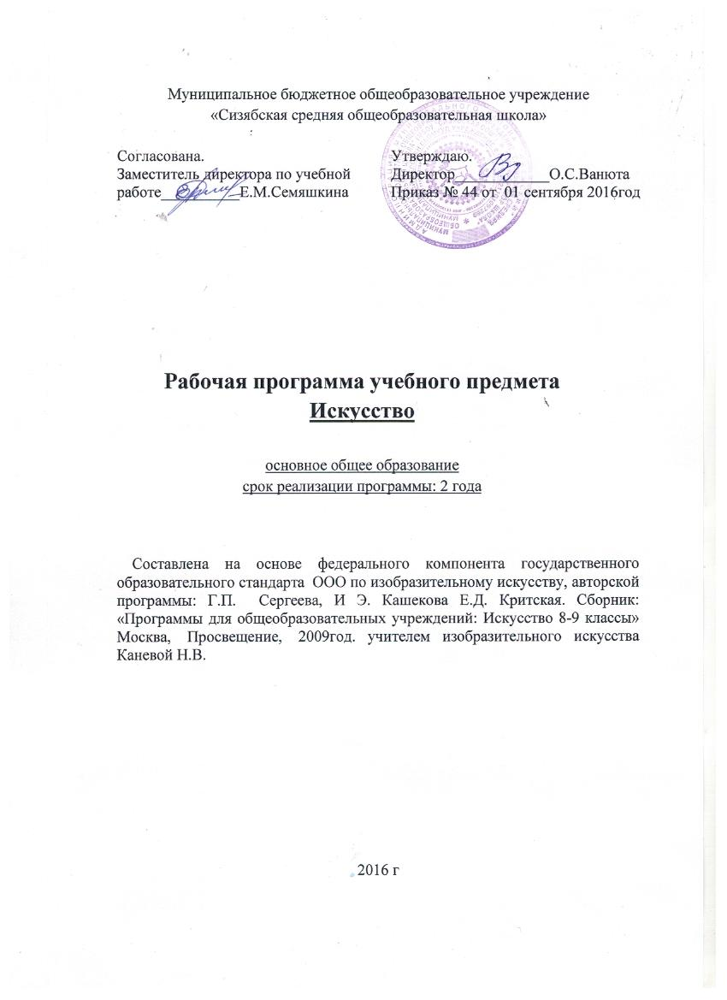 Муниципальное бюджетное общеобразовательное учреждение
«Сизябская средняя общеобразовательная школа»
Согласована.
Заместитель директора по учебной
работе__________Е.М.Семяшкина
Утверждаю.
Директор____________О.С.Ванюта
Приказ № 44 от  01 сентября 2016год
Рабочая программа учебного предмета
Искусство
основное общее образование
срок реализации программы: 2 года
Составлена на основе федерального компонента государственного
образовательного стандарта  ООО по изобразительному искусству, авторской
программы: Г.П.  Сергеева, И Э. Кашекова Е.Д. Критская. Сборник:
«Программы для общеобразовательных учреждений: Искусство 8-9 классы»
Москва, Просвещение, 2009год. учителем изобразительного искусства
Каневой Н.В.
2016 г